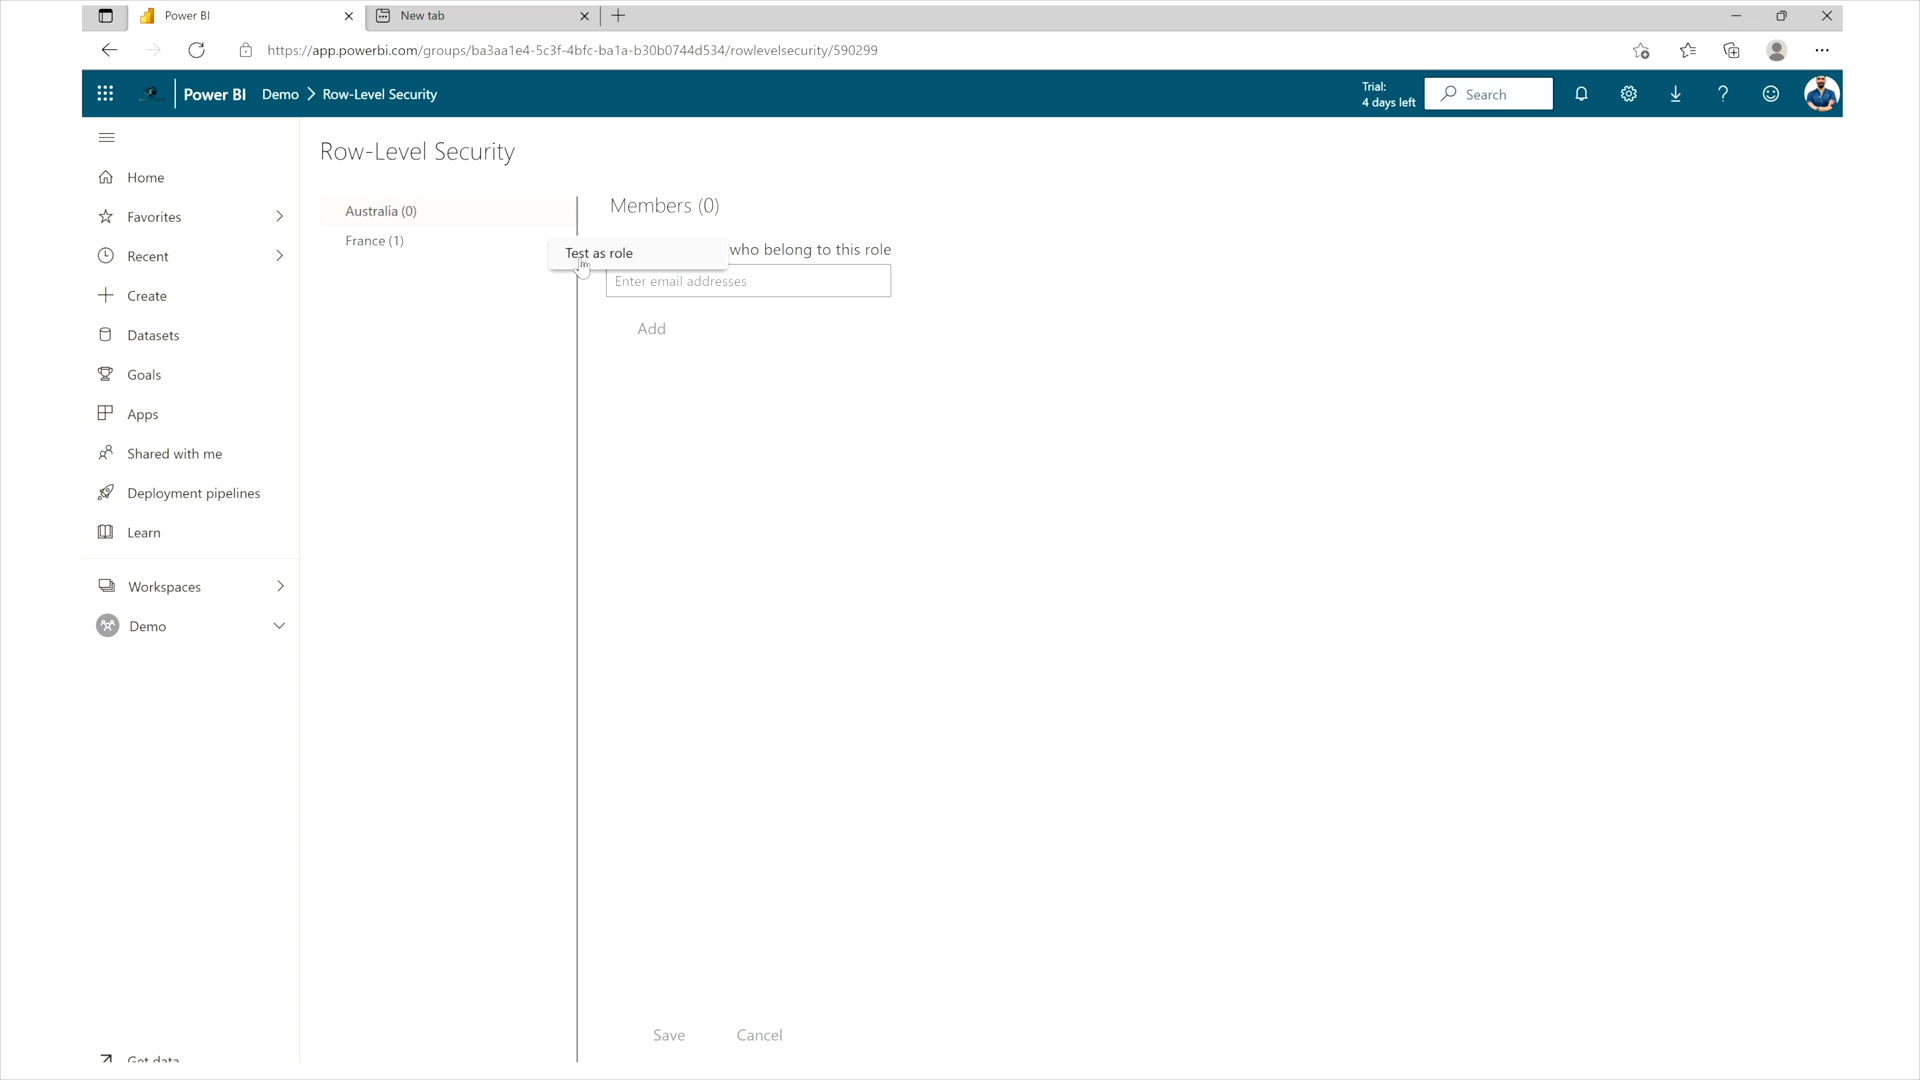 Power BI
New tab
https://app.powerbi.com/groups/ba3aa1e4-5c3f-4bfc-ba1a-b30b0744d534/rowlevelsecurity/590299
Power BI Demo > Row-Level Security
Trial:
4 days left
Search
Row-Level Security
Home
Favorites
Recent
Create
Datasets
Goals
Apps
Shared with me
Deployment pipelines
Learn
Workspaces
Demo
Get data
Australia (0)
France (1)
Test as role
Members (0)
who belong to this role
Enter email addresses
Add
Save
Cancel